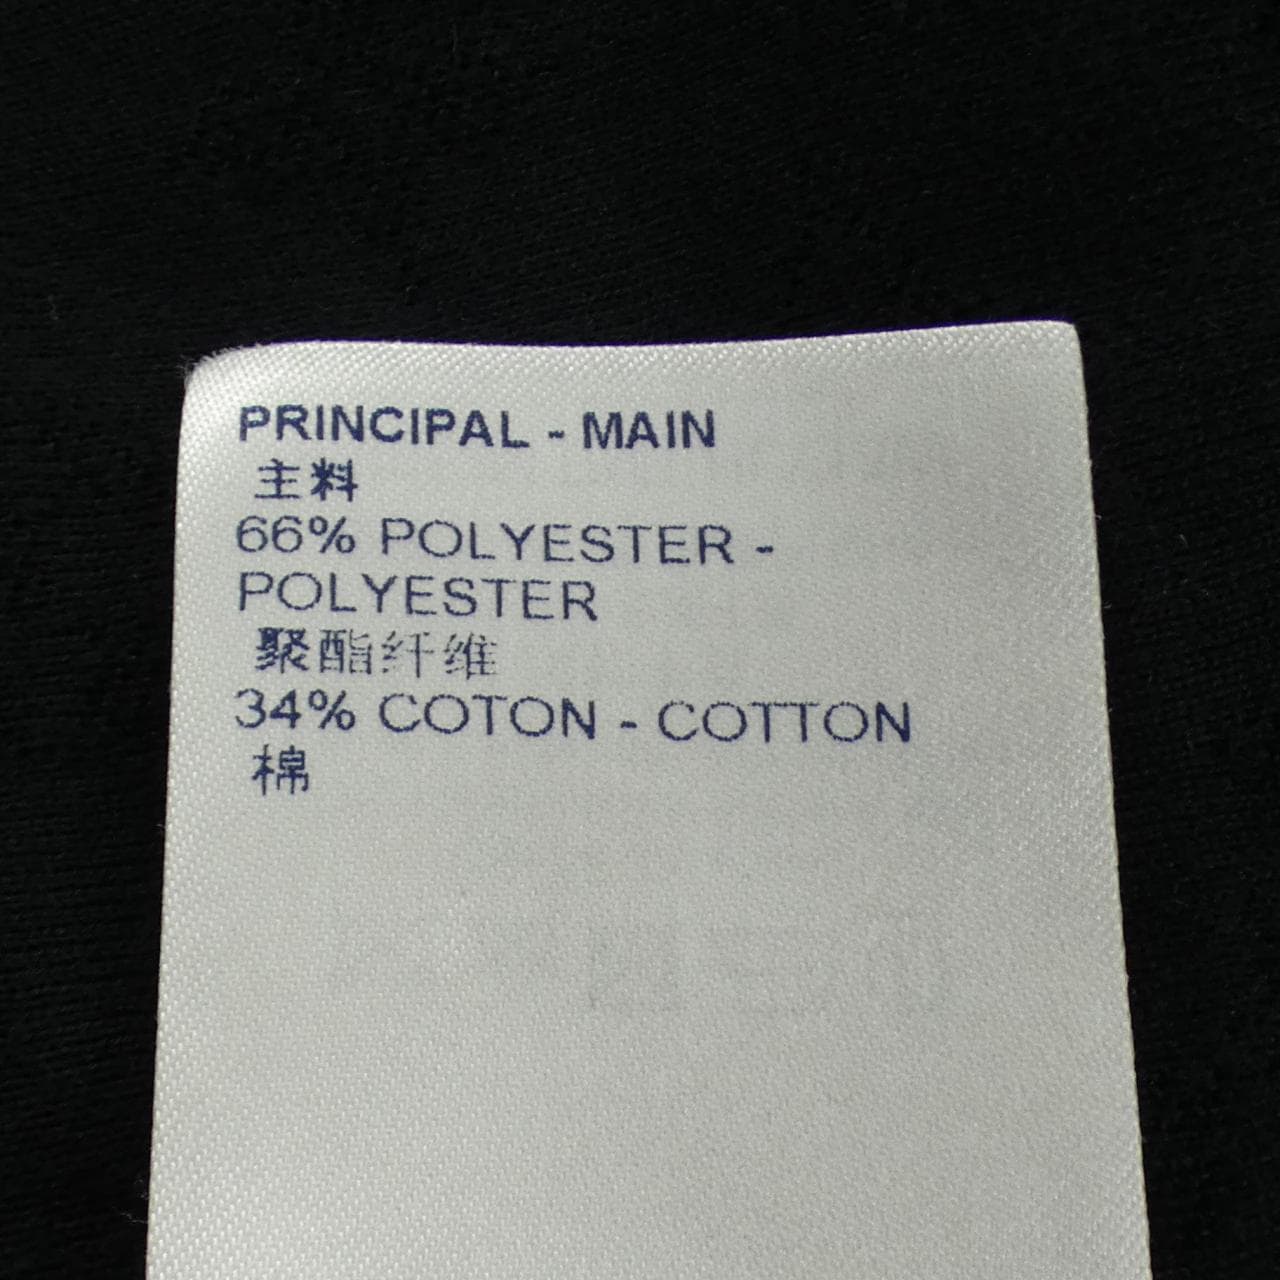 PRINCIPAL - MAIN
主料
66% POLYESTER -
POLYESTER
聚酯纤维
34% COTON - COTTON
棉